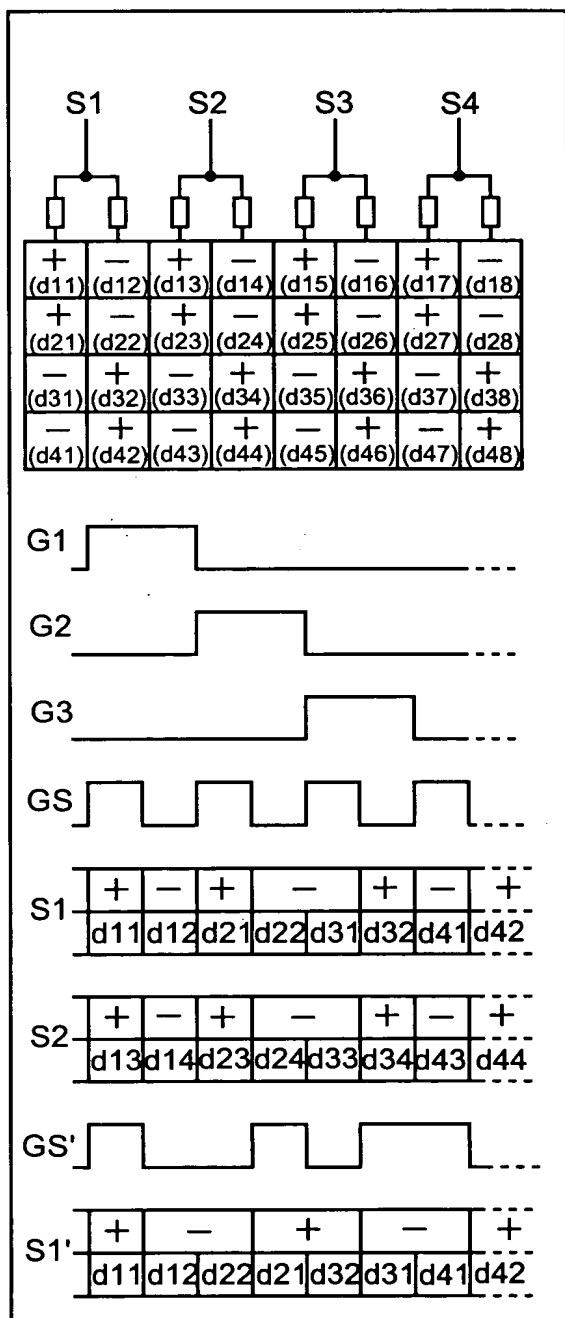 S1 S2 S3 S4
+ − + − + − + −
(d11) (d12) (d13) (d14) (d15) (d16) (d17) (d18)
+ − + − + − + −
(d21) (d22) (d23) (d24) (d25) (d26) (d27) (d28)
− + − + − + − +
(d31) (d32) (d33) (d34) (d35) (d36) (d37) (d38)
− + − + − + − +
(d41) (d42) (d43) (d44) (d45) (d46) (d47) (d48)
G1
G2
G3
GS
S1
+ − + − + − +
d11 d12 d21 d22 d31 d32 d41 d42
S2
+ − + − + − +
d13 d14 d23 d24 d33 d34 d43 d44
GS'
S1'
+ − + − +
d11 d12 d22 d21 d32 d31 d41 d42